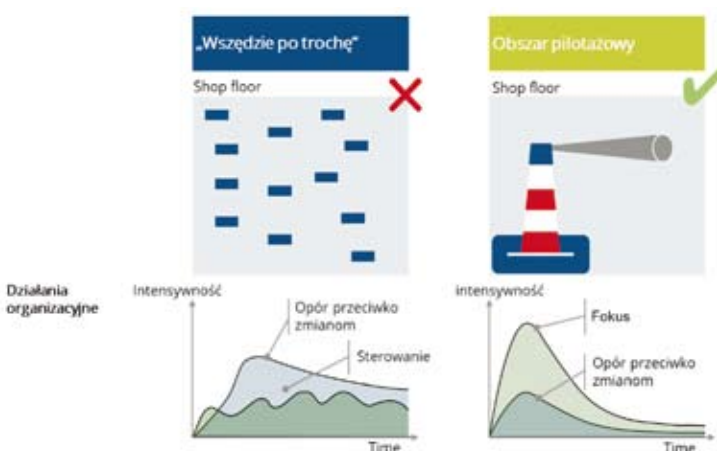 „Wszędzie po trochę"
Obszar pilotażowy
Shop floor
Shop floor
Działania
organizacyjne
Intensywność
Opór przeciwko
zmianom
Sterowanie
Time
intensywność
Fokus
Opór przeciwko
zmianom
Time